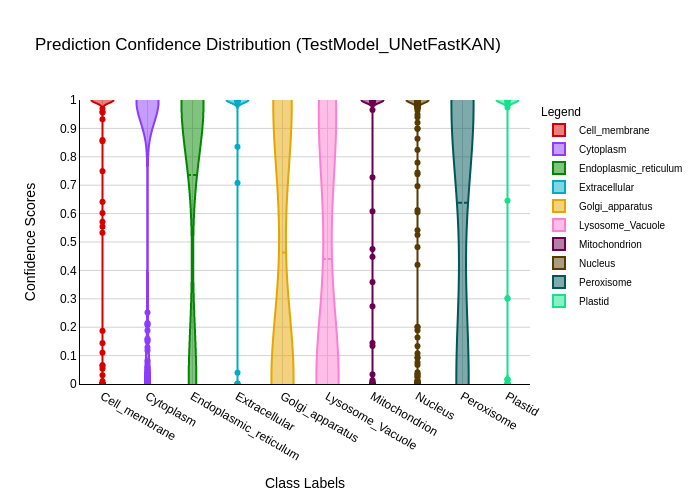 Prediction Confidence Distribution (TestModel_UNetFastKAN)
Legend
Cell_membrane
Cytoplasm
Endoplasmic_reticulum
Extracellular
Golgi_apparatus
Lysosome_Vacuole
Mitochondrion
Nucleus
Peroxisome
Plastid
Confidence Scores
1
0.9
0.8
0.7
0.6
0.5
0.4
0.3
0.2
0.1
0
Cell_membrane
Cytoplasm
Endoplasmic_reticulum
Extracellular
Golgi_apparatus
Lysosome_Vacuole
Mitochondrion
Nucleus
Peroxisome
Plastid
Class Labels